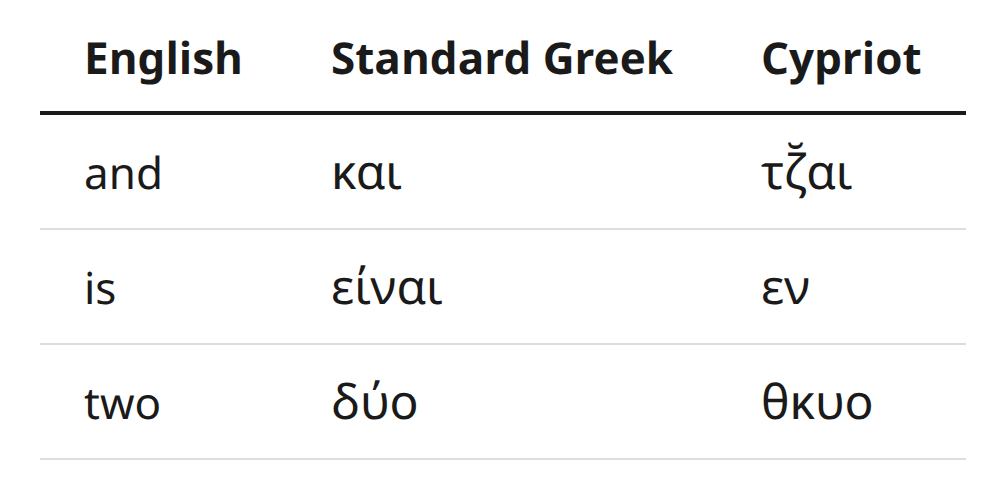 English Standard Greek Cypriot
and και τζ̆αι
is είναι εν
two δύο θκυο